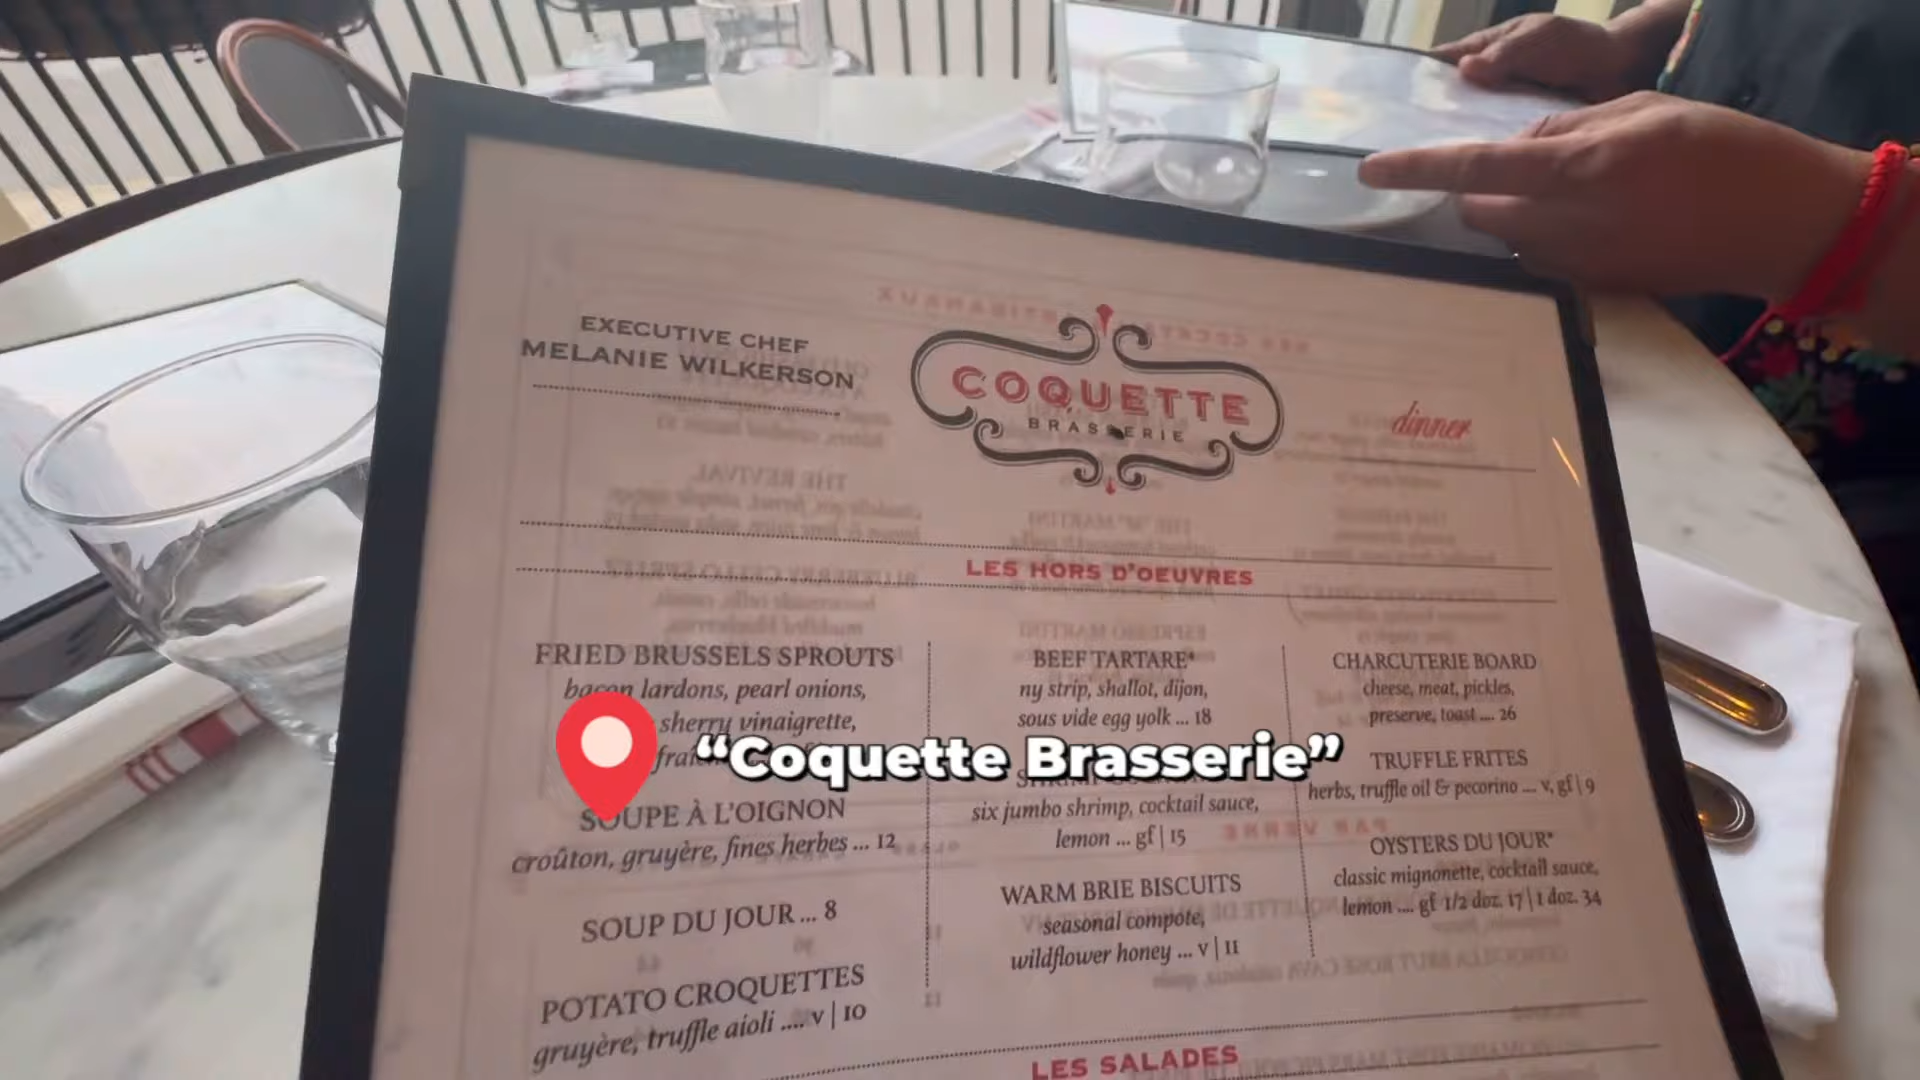 EXECUTIVE CHEF
MELANIE WILKERSON
COQUETTE
BRASSERIE
dinner
LES HORS D'OEUVRES
FRIED BRUSSELS SPROUTS
bacon lardons, pearl onions,
sherry vinaigrette,
SOUPE À L'OIGNON
croûton, gruyère, fines herbes ... 12
SOUP DU JOUR ... 8
POTATO CROQUETTES
gruyère, truffle aioli .... v | 10
BEEF TARTARE*
ny strip, shallot, dijon,
sous vide egg yolk ... 18
six jumbo shrimp, cocktail sauce,
lemon ... gf | 15
WARM BRIE BISCUITS
seasonal compote,
wildflower honey ... v | 11
CHARCUTERIE BOARD
cheese, meat, pickles,
preserve, toast .... 26
TRUFFLE FRITES
herbs, truffle oil & pecorino ... v, gf | 9
OYSTERS DU JOUR*
classic mignonette, cocktail sauce,
lemon .... gf 1/2 doz. 17 | 1 doz. 34
LES SALADES
“Coquette Brasserie”